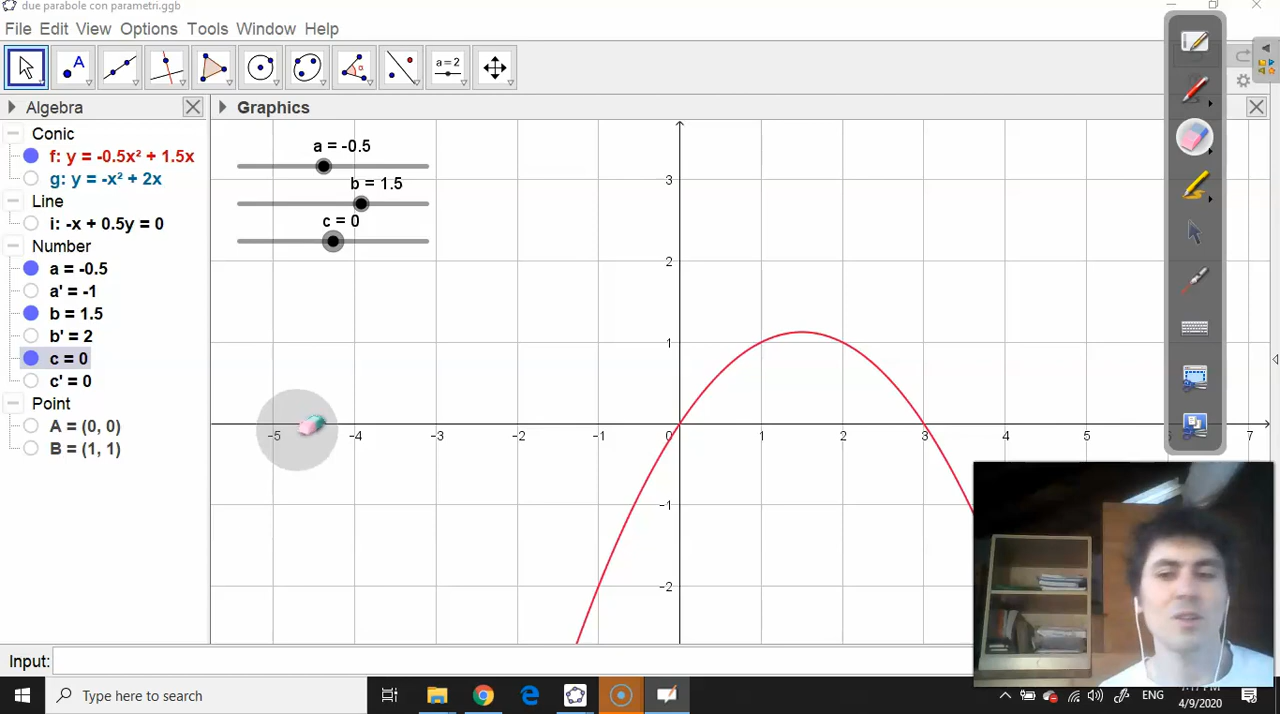 due parabole con parametri.ggb
File Edit View Options Tools Window Help
A
a = 2
Algebra
Graphics
Conic
f: y = -0.5x² + 1.5x
g: y = -x² + 2x
Line
i: -x + 0.5y = 0
Number
a = -0.5
a' = -1
b = 1.5
b' = 2
c = 0
c' = 0
Point
A = (0, 0)
B = (1, 1)
a = -0.5
b = 1.5
c = 0
3
2
1
-5 -4 -3 -2 -1 0 1 2 3 4 5 7
-1
-2
Input:
Type here to search
ENG
7:17 PM
4/9/2020